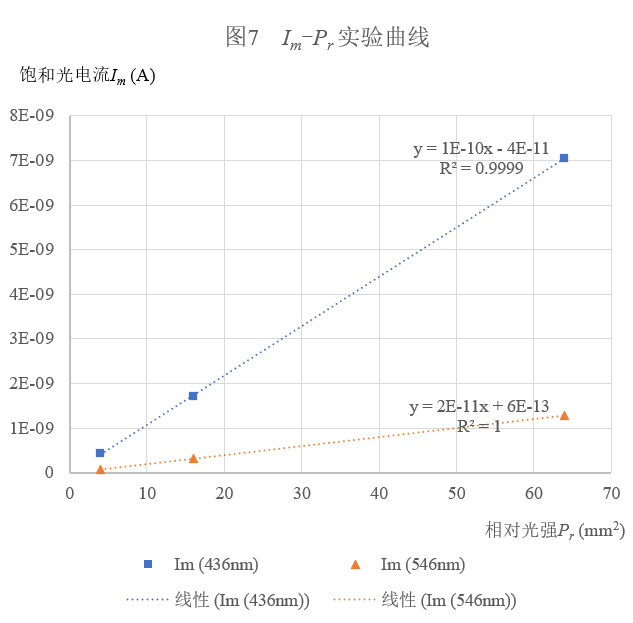 图7 Im−Pr 实验曲线
饱和光电流Im (A)
8E-09
7E-09
6E-09
5E-09
4E-09
3E-09
2E-09
1E-09
0
y = 1E-10x - 4E-11
R² = 0.9999
y = 2E-11x + 6E-13
R² = 1
0 10 20 30 40 50 60 70
相对光强Pr (mm²)
Im (436nm) Im (546nm)
线性 (Im (436nm)) 线性 (Im (546nm))